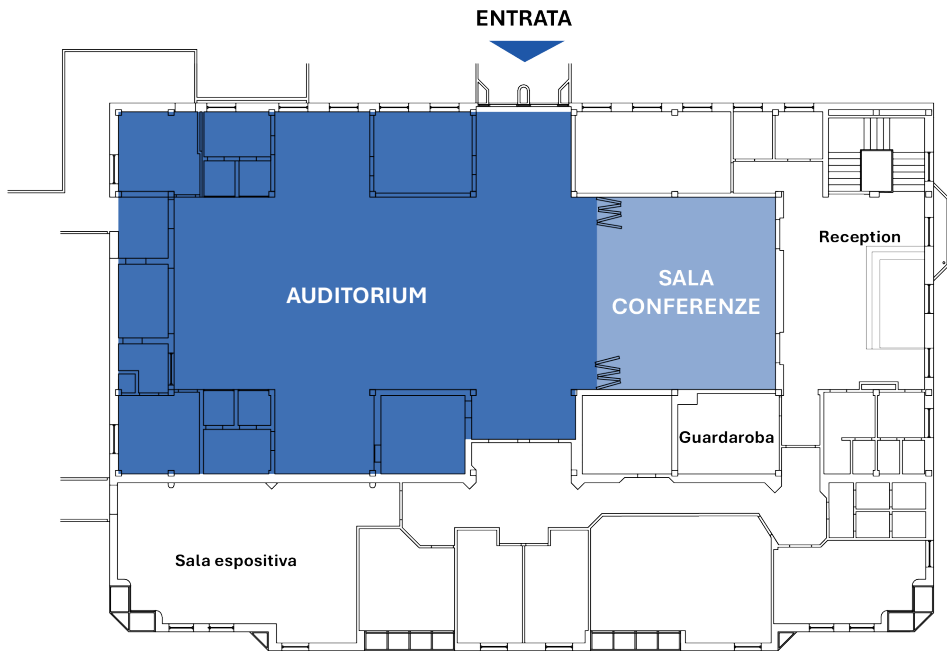 ENTRATA
Reception
SALA
CONFERENZE
AUDITORIUM
Guardaroba
Sala espositiva